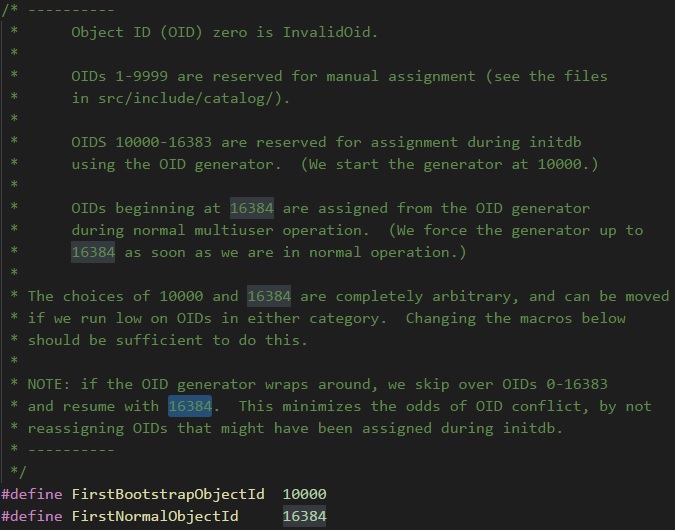 /* ----------
 *		Object ID (OID) zero is InvalidOid.
 *
 *		OIDs 1-9999 are reserved for manual assignment (see the files
 *		in src/include/catalog/).
 *
 *		OIDS 10000-16383 are reserved for assignment during initdb
 *		using the OID generator.  (We start the generator at 10000.)
 *
 *		OIDs beginning at 16384 are assigned from the OID generator
 *		during normal multiuser operation.  (We force the generator up to
 *		16384 as soon as we are in normal operation.)
 *
 * The choices of 10000 and 16384 are completely arbitrary, and can be moved
 * if we run low on OIDs in either category.  Changing the macros below
 * should be sufficient to do this.
 *
 * NOTE: if the OID generator wraps around, we skip over OIDs 0-16383
 * and resume with 16384.  This minimizes the odds of OID conflict, by not
 * reassigning OIDs that might have been assigned during initdb.
 * ----------
 */
#define FirstBootstrapObjectId	10000
#define FirstNormalObjectId		16384